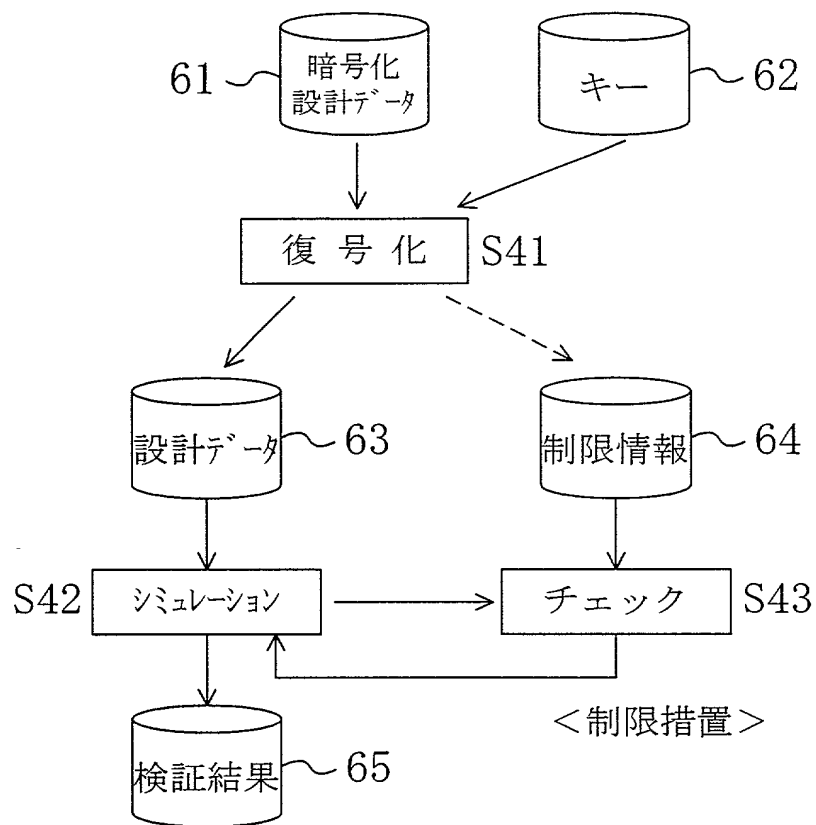 61
暗号化
設計データ
キー
62
復号化
S41
設計データ
63
制限情報
64
S42
シミュレーション
チェック
S43
＜制限措置＞
検証結果
65